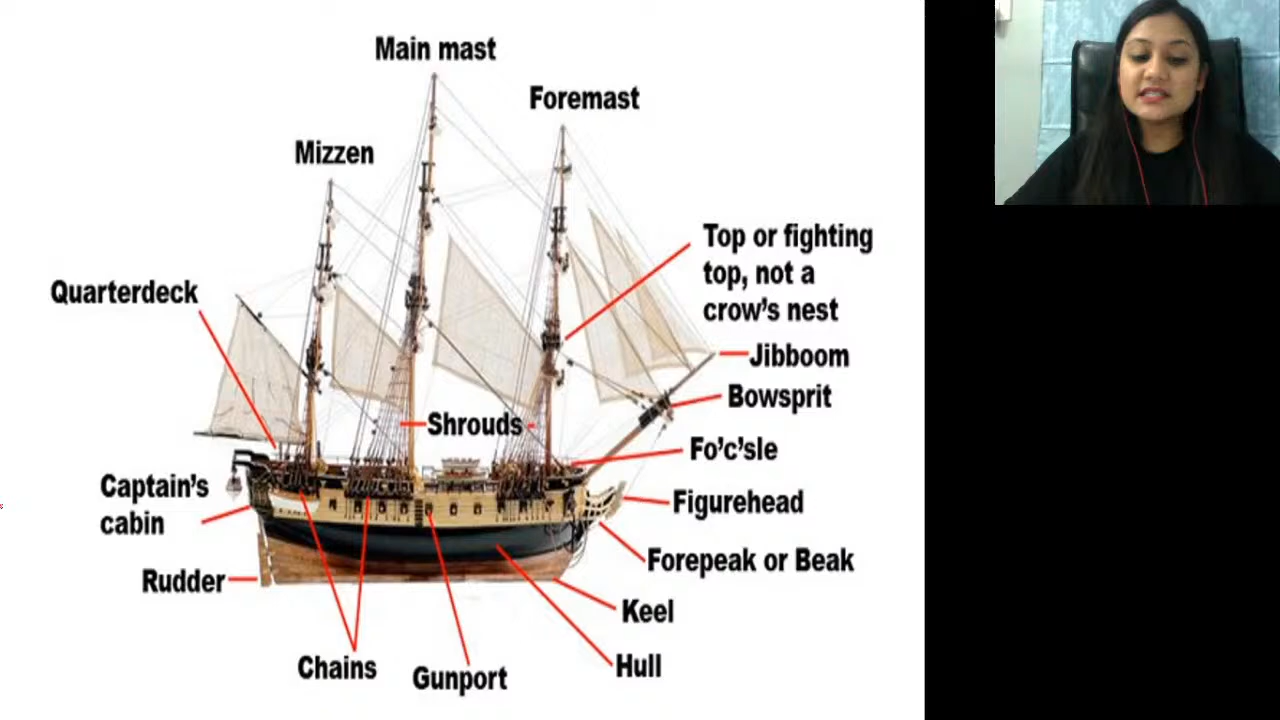 Main mast
Foremast
Mizzen
Top or fighting
top, not a
crow's nest
Quarterdeck
Jibboom
Bowsprit
Shrouds
Fo'c'sle
Captain's
cabin
Figurehead
Forepeak or Beak
Rudder
Keel
Chains
Gunport
Hull